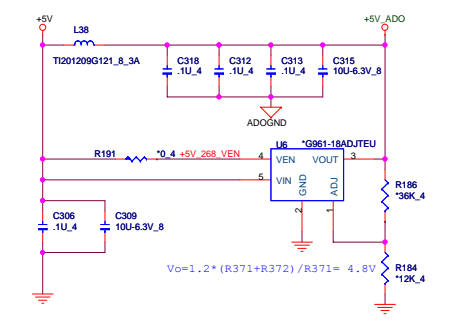 +5V
+5V_ADO
L38
TI201209G121_8_3A
C318
.1U_4
C312
.1U_4
C313
.1U_4
C315
10U-6.3V_8
ADOGND
U6
*G961-18ADJTEU
R191
*0_4
+5V_268_VEN
4
VEN
VOUT
3
5
VIN
GND
ADJ
2
1
R186
*36K_4
C306
.1U_4
C309
10U-6.3V_8
Vo=1.2*(R371+R372)/R371= 4.8V
R184
*12K_4